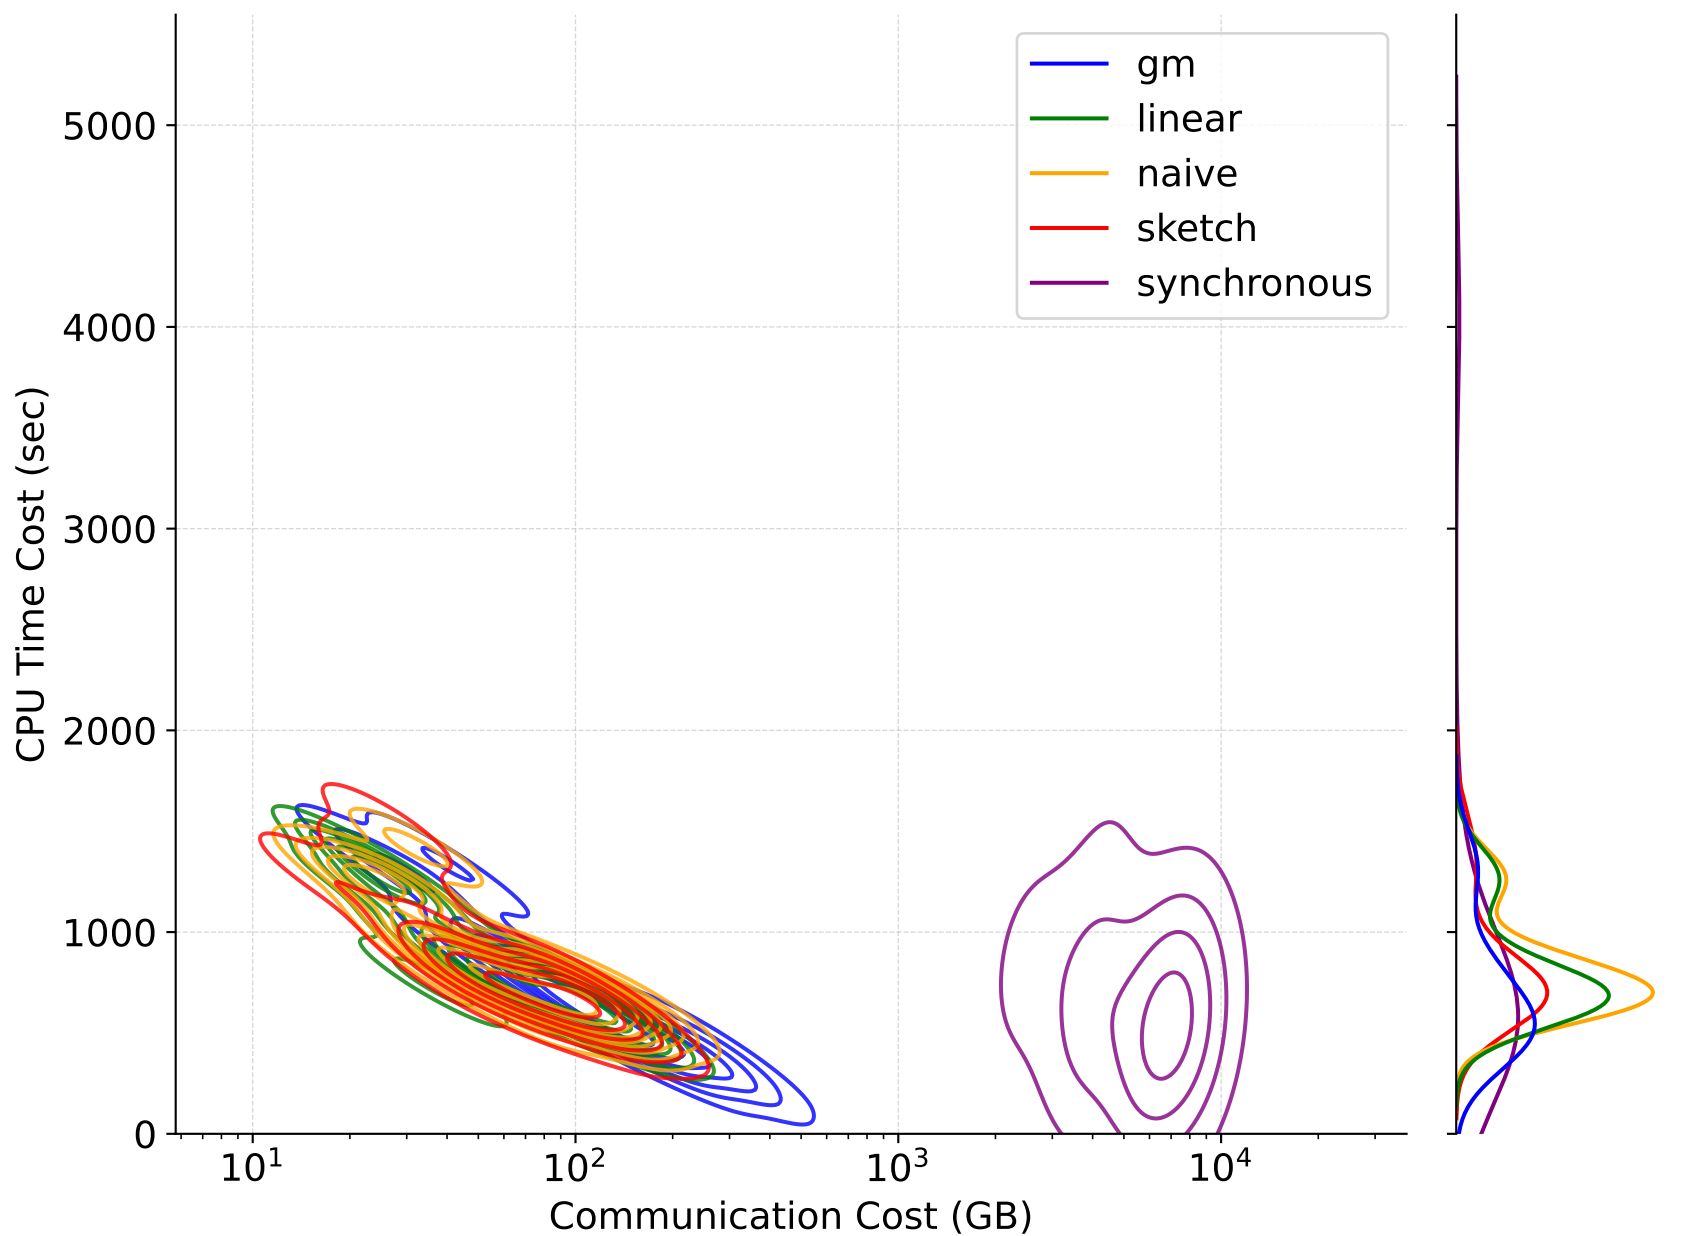 gm
linear
naive
sketch
synchronous
5000
4000
3000
2000
1000
0
CPU Time Cost (sec)
10¹ 10² 10³ 10⁴
Communication Cost (GB)